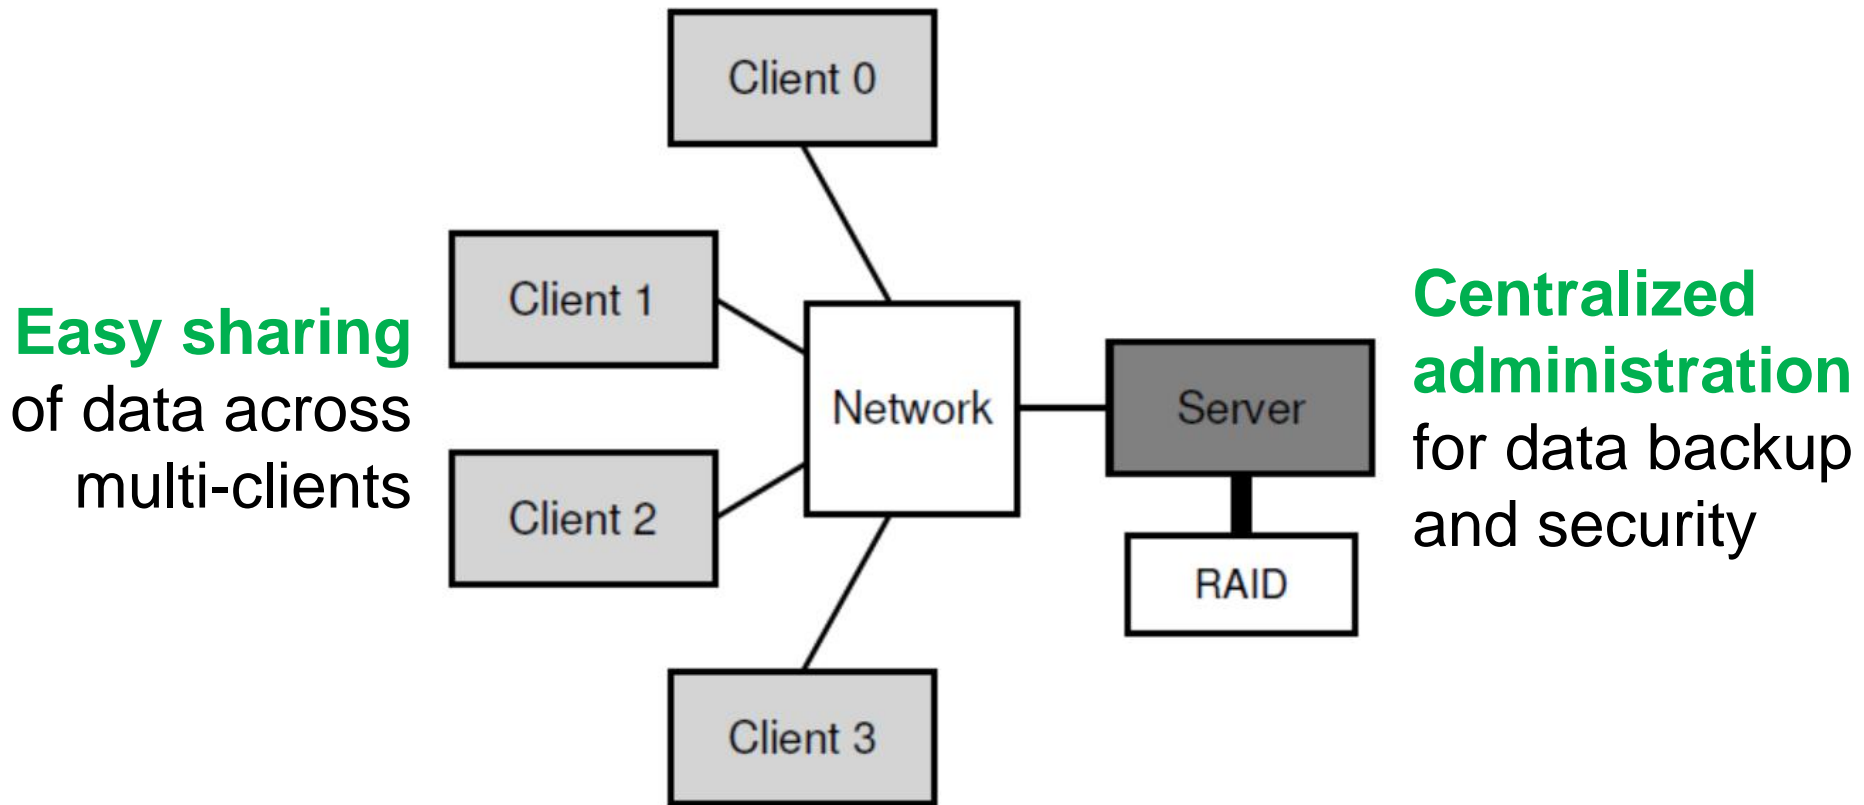 Client 0
Client 1
Easy sharing
of data across
multi-clients
Client 2
Client 3
Network
Server
RAID
Centralized
administration
for data backup
and security